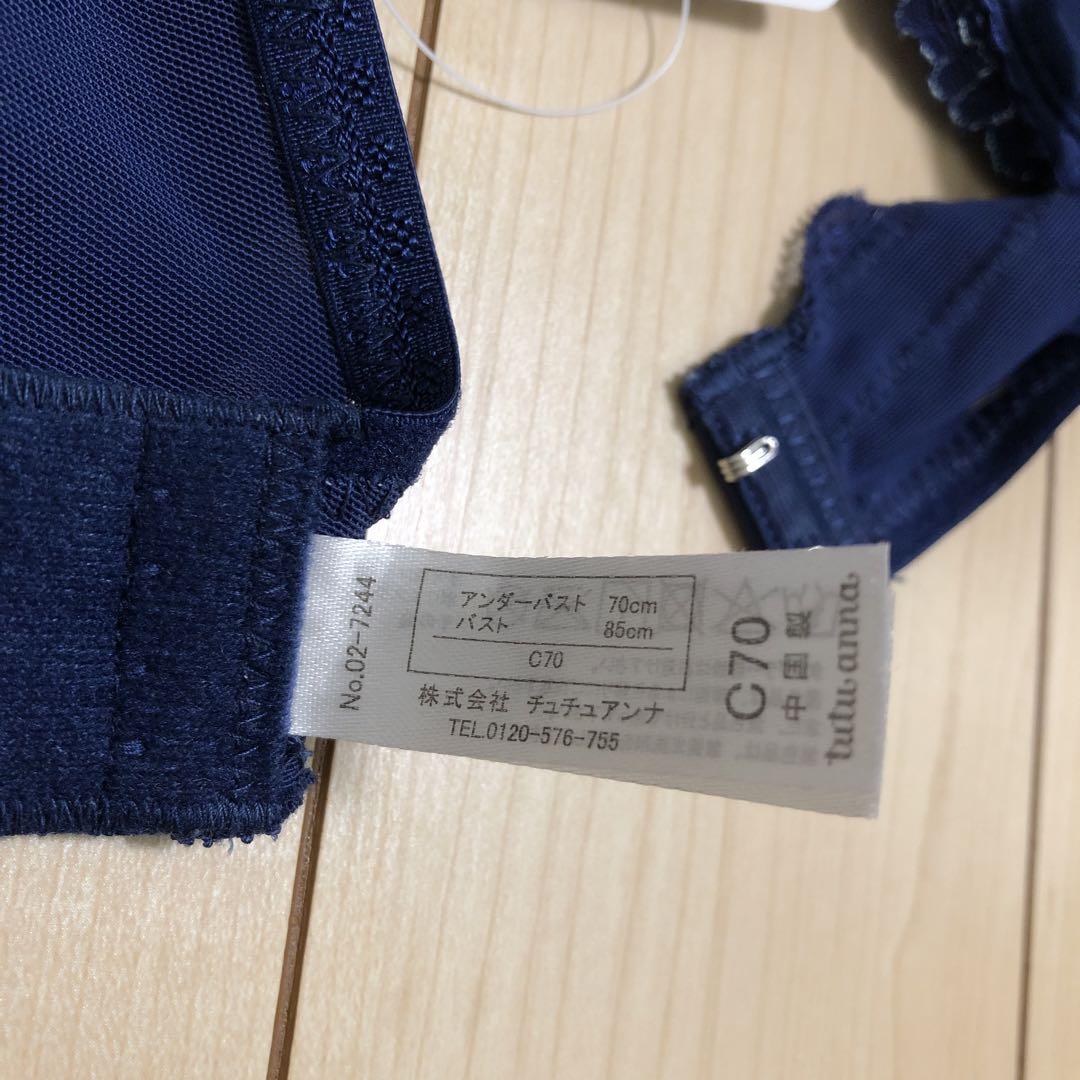 No.02-7244
アンダーバスト 70cm
バスト 85cm
C70
株式会社 チュチュアンナ
TEL.0120-576-755
C70
中国製
tutu anna